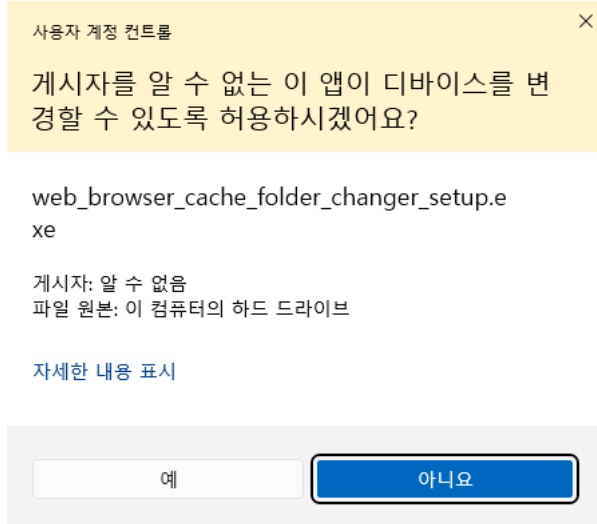 사용자 계정 컨트롤
게시자를 알 수 없는 이 앱이 디바이스를 변
경할 수 있도록 허용하시겠어요?
web_browser_cache_folder_changer_setup.e
xe
게시자: 알 수 없음
파일 원본: 이 컴퓨터의 하드 드라이브
자세한 내용 표시
예
아니요